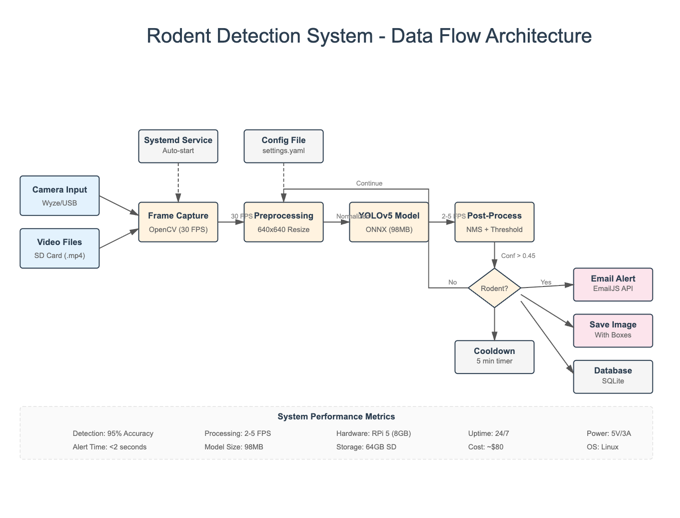 Rodent Detection System - Data Flow Architecture
Systemd Service
Auto-start
Config File
settings.yaml
Camera Input
Wyze/USB
Continue
Frame Capture
OpenCV (30 FPS)
30 FPS
Preprocessing
640x640 Resize
YOLOv5 Model
ONNX (98MB)
2-5 FPS
Post-Process
NMS + Threshold
Video Files
SD Card (.mp4)
Conf > 0.45
No
Rodent?
Yes
Email Alert
EmailJS API
Save Image
With Boxes
Cooldown
5 min timer
Database
SQLite
System Performance Metrics
Detection: 95% Accuracy
Processing: 2-5 FPS
Hardware: RPi 5 (8GB)
Uptime: 24/7
Power: 5V/3A
Alert Time: <2 seconds
Model Size: 98MB
Storage: 64GB SD
Cost: ~$80
OS: Linux